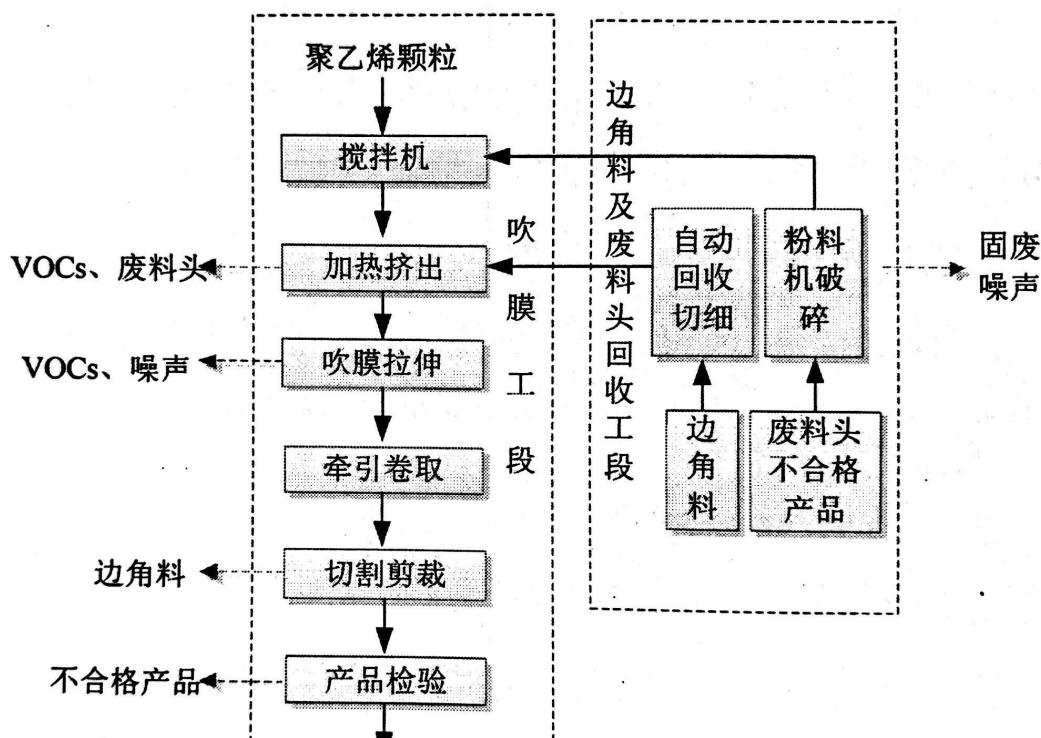 聚乙烯颗粒
搅拌机
加热挤出
VOCs、废料头
吹膜拉伸
VOCs、噪声
牵引卷取
切割剪裁
边角料
产品检验
不合格产品
吹膜工段
边角料及废料头回收工段
自动
回收
切细
粉料
机破
碎
边
角
料
废料头
不合格
产品
固废
噪声